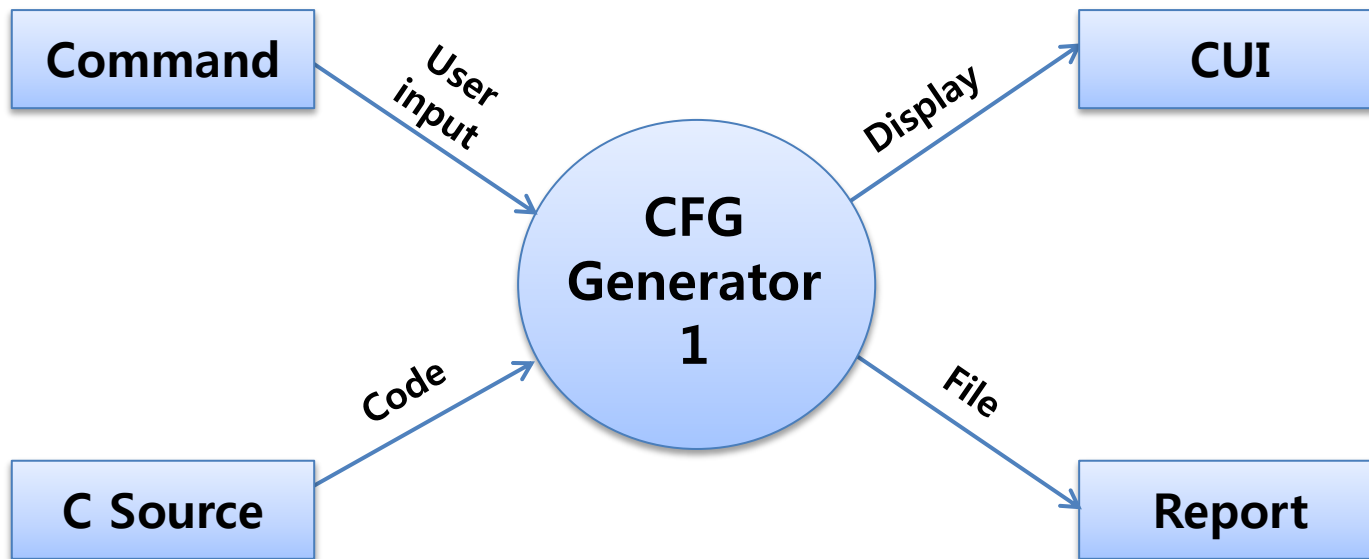 Command
User
input
CUI
Display
CFG
Generator
1
Code
File
C Source
Report